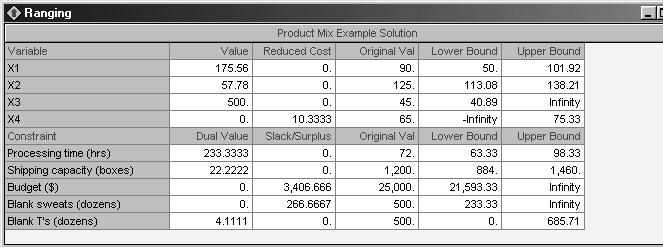 Ranging
Product Mix Example Solution
Variable Value Reduced Cost Original Val Lower Bound Upper Bound
X1 175.56 0. 90. 50. 101.92
X2 57.78 0. 125. 113.08 138.21
X3 500. 0. 45. 40.89 Infinity
X4 0. 10.3333 65. -Infinity 75.33
Constraint Dual Value Slack/Surplus Original Val Lower Bound Upper Bound
Processing time (hrs) 233.3333 0. 72. 63.33 98.33
Shipping capacity (boxes) 22.2222 0. 1,200. 884. 1,460.
Budget ($) 0. 3,406.666 25,000. 21,593.33 Infinity
Blank sweats (dozens) 0. 266.6667 500. 233.33 Infinity
Blank T's (dozens) 4.1111 0. 500. 0. 685.71